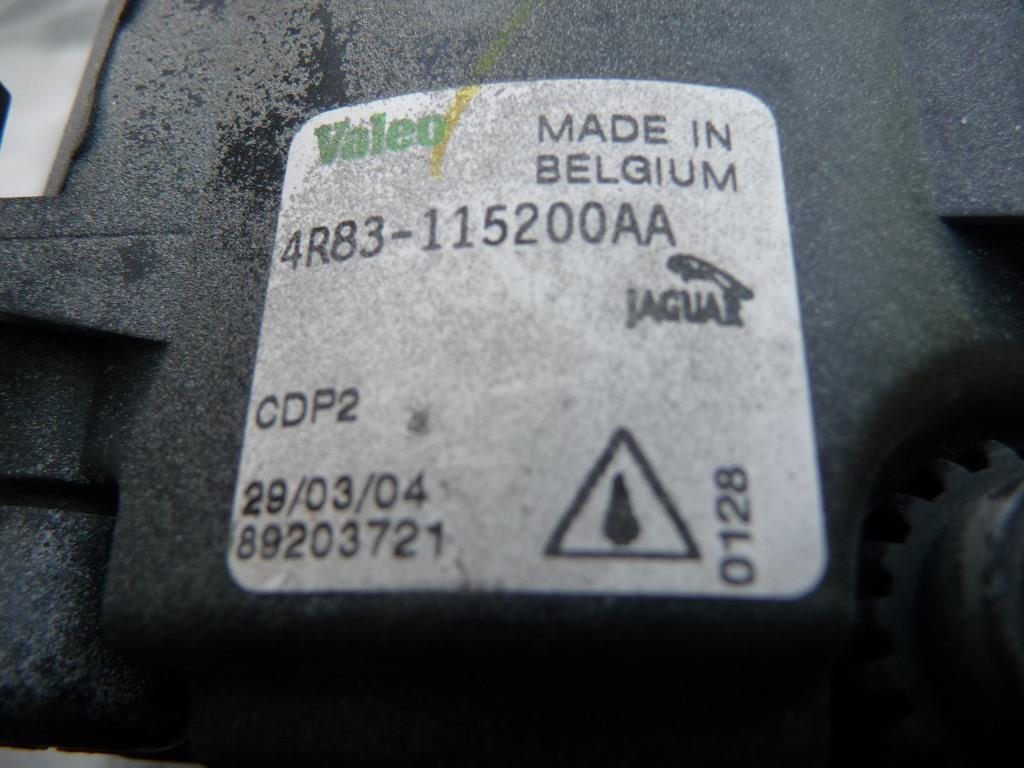 Valeo
MADE IN
BELGIUM
4R83-115200AA
JAGUAR
CDP2
29/03/04
89203721
0128